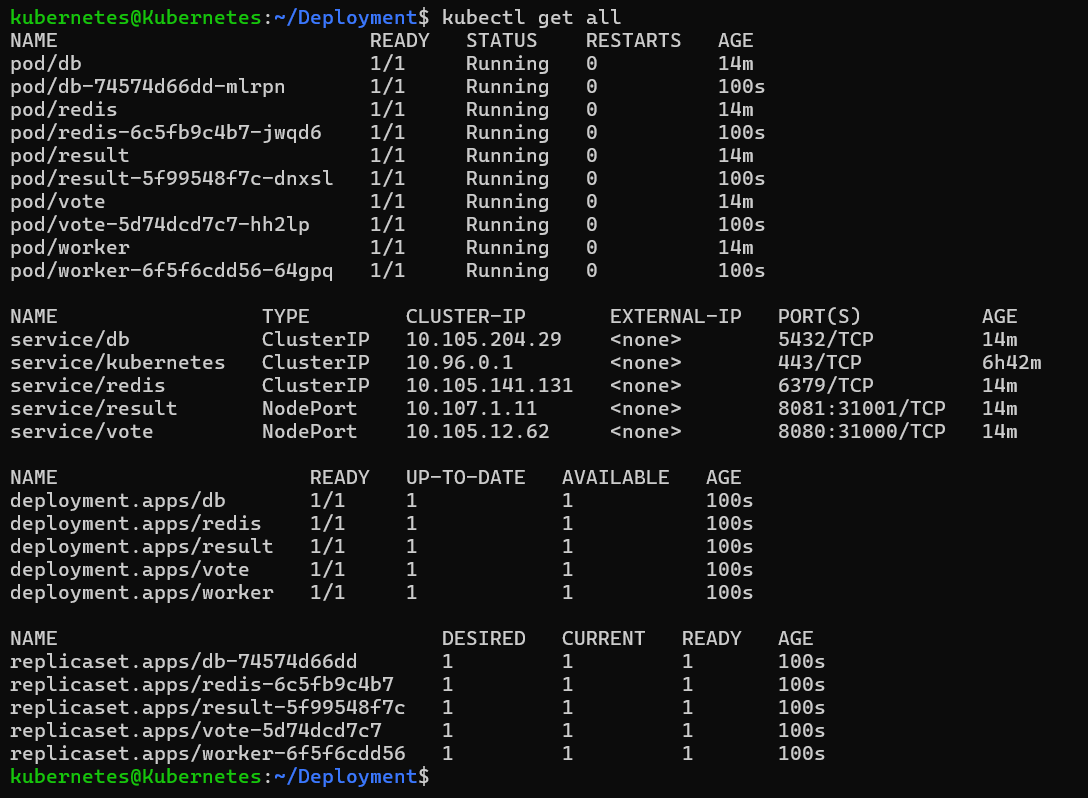 kubernetes@Kubernetes:~/Deployment$ kubectl get all
NAME                          READY   STATUS    RESTARTS   AGE
pod/db                        1/1     Running   0          14m
pod/db-74574d66dd-mlrpn       1/1     Running   0          100s
pod/redis                     1/1     Running   0          14m
pod/redis-6c5fb9c4b7-jwqd6    1/1     Running   0          100s
pod/result                    1/1     Running   0          14m
pod/result-5f99548f7c-dnxsl   1/1     Running   0          100s
pod/vote                      1/1     Running   0          14m
pod/vote-5d74dcd7c7-hh2lp     1/1     Running   0          100s
pod/worker                    1/1     Running   0          14m
pod/worker-6f5f6cdd56-64gpq   1/1     Running   0          100s

NAME                 TYPE        CLUSTER-IP       EXTERNAL-IP   PORT(S)          AGE
service/db           ClusterIP   10.105.204.29    <none>        5432/TCP         14m
service/kubernetes   ClusterIP   10.96.0.1        <none>        443/TCP          6h42m
service/redis        ClusterIP   10.105.141.131   <none>        6379/TCP         14m
service/result       NodePort    10.107.1.11      <none>        8081:31001/TCP   14m
service/vote         NodePort    10.105.12.62     <none>        8080:31000/TCP   14m

NAME                     READY   UP-TO-DATE   AVAILABLE   AGE
deployment.apps/db       1/1     1            1           100s
deployment.apps/redis    1/1     1            1           100s
deployment.apps/result   1/1     1            1           100s
deployment.apps/vote     1/1     1            1           100s
deployment.apps/worker   1/1     1            1           100s

NAME                                DESIRED   CURRENT   READY   AGE
replicaset.apps/db-74574d66dd       1         1         1       100s
replicaset.apps/redis-6c5fb9c4b7    1         1         1       100s
replicaset.apps/result-5f99548f7c   1         1         1       100s
replicaset.apps/vote-5d74dcd7c7     1         1         1       100s
replicaset.apps/worker-6f5f6cdd56   1         1         1       100s
kubernetes@Kubernetes:~/Deployment$